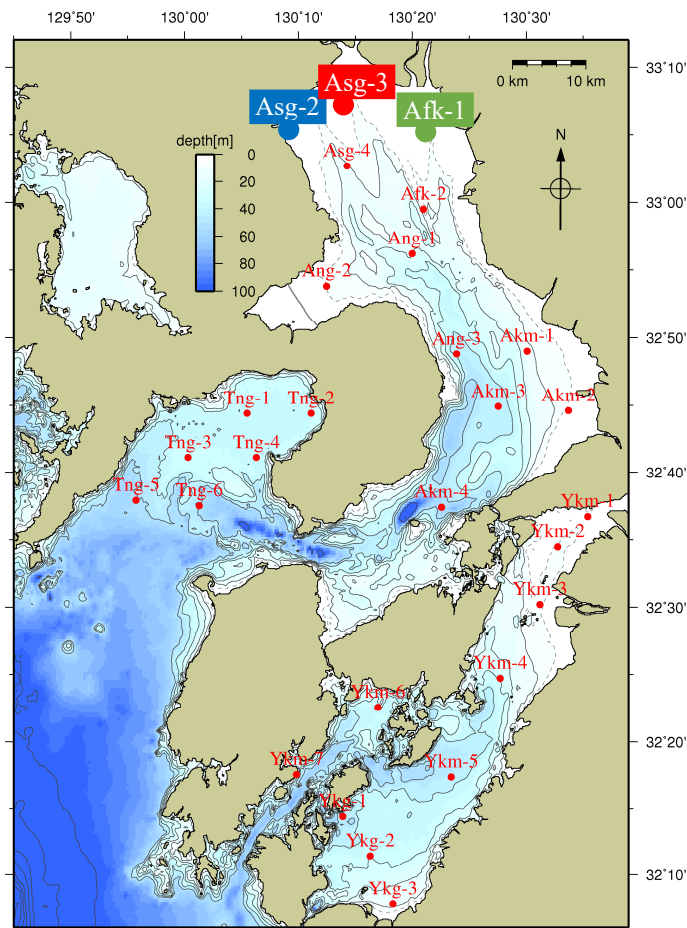 129°50' 130°00' 130°10' 130°20' 130°30'
33°10'
0 km 10 km
Asg-3
Asg-2
Afk-1
depth[m]
0
20
40
60
80
100
N
Asg-4
Afk-2
33°00'
Ang-1
Ang-2
32°50'
Ang-3
Akm-1
Tng-1
Tng-2
Akm-3
Akm-2
Tng-3
Tng-4
32°40'
Tng-5
Tng-6
Akm-4
Ykm-1
Ykm-2
Ykm-3
32°30'
Ykm-4
Ykm-6
32°20'
Ykm-7
Ykm-5
Ykg-1
Ykg-2
32°10'
Ykg-3